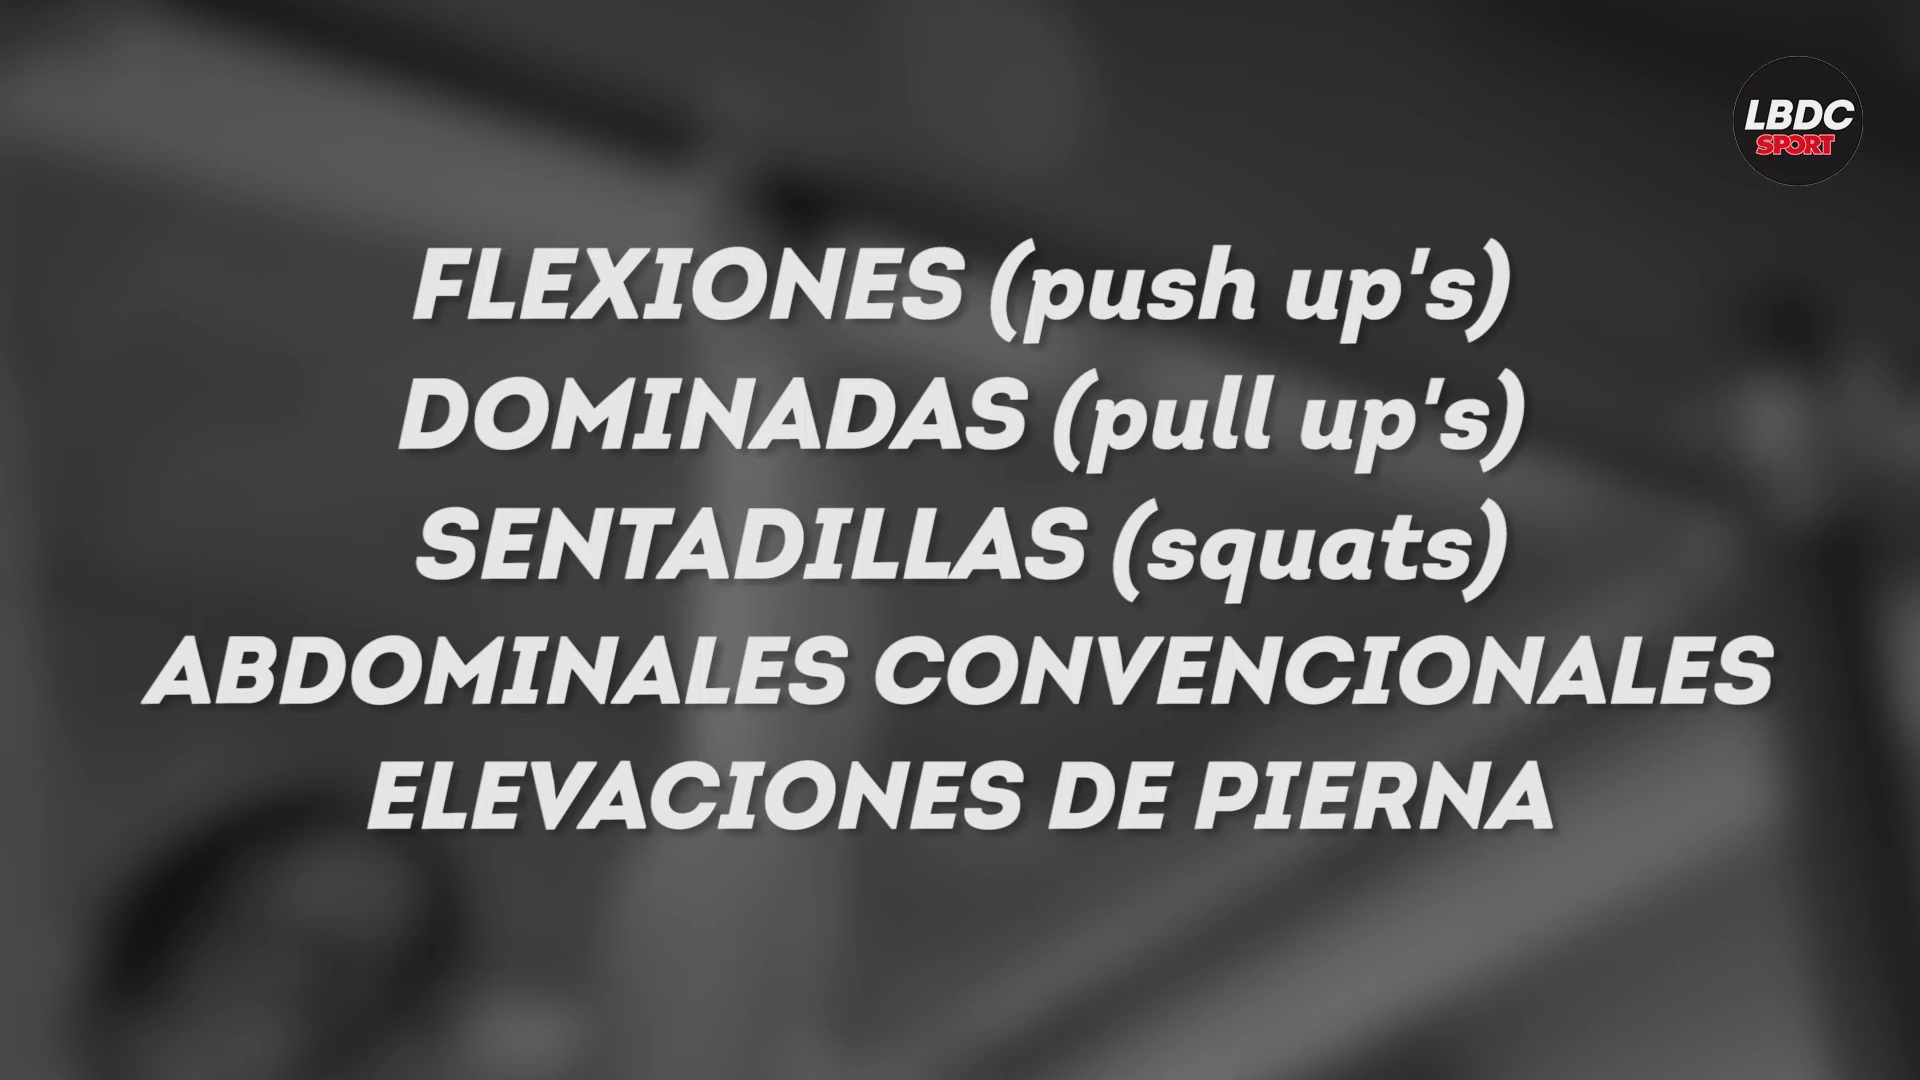 LBDC
SPORT
FLEXIONES (push up's)
DOMINADAS (pull up's)
SENTADILLAS (squats)
ABDOMINALES CONVENCIONALES
ELEVACIONES DE PIERNA